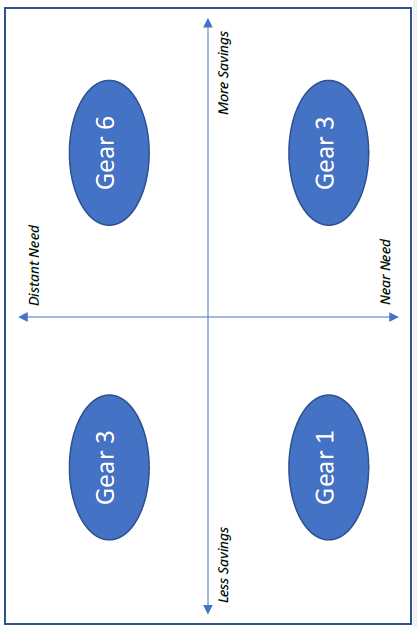 Distant Need
Gear 3
Gear 6
Less Savings
More Savings
Gear 1
Gear 3
Near Need